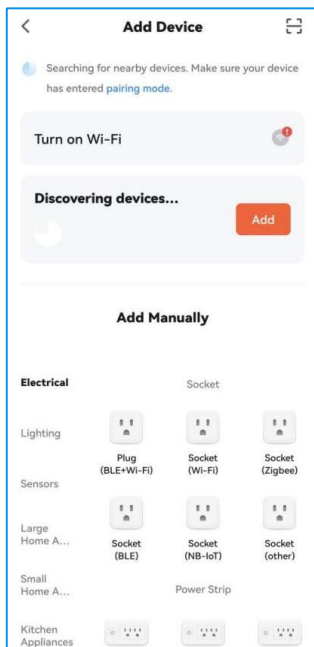 Add Device
Searching for nearby devices. Make sure your device
has entered pairing mode.
Turn on Wi-Fi
!
Discovering devices...
Add
Add Manually
Electrical
Socket
Lighting
Plug
(BLE+Wi-Fi)
Socket
(Wi-Fi)
Socket
(Zigbee)
Sensors
Large
Home A...
Socket
(BLE)
Socket
(NB-IoT)
Socket
(other)
Small
Home A...
Power Strip
Kitchen
Appliances